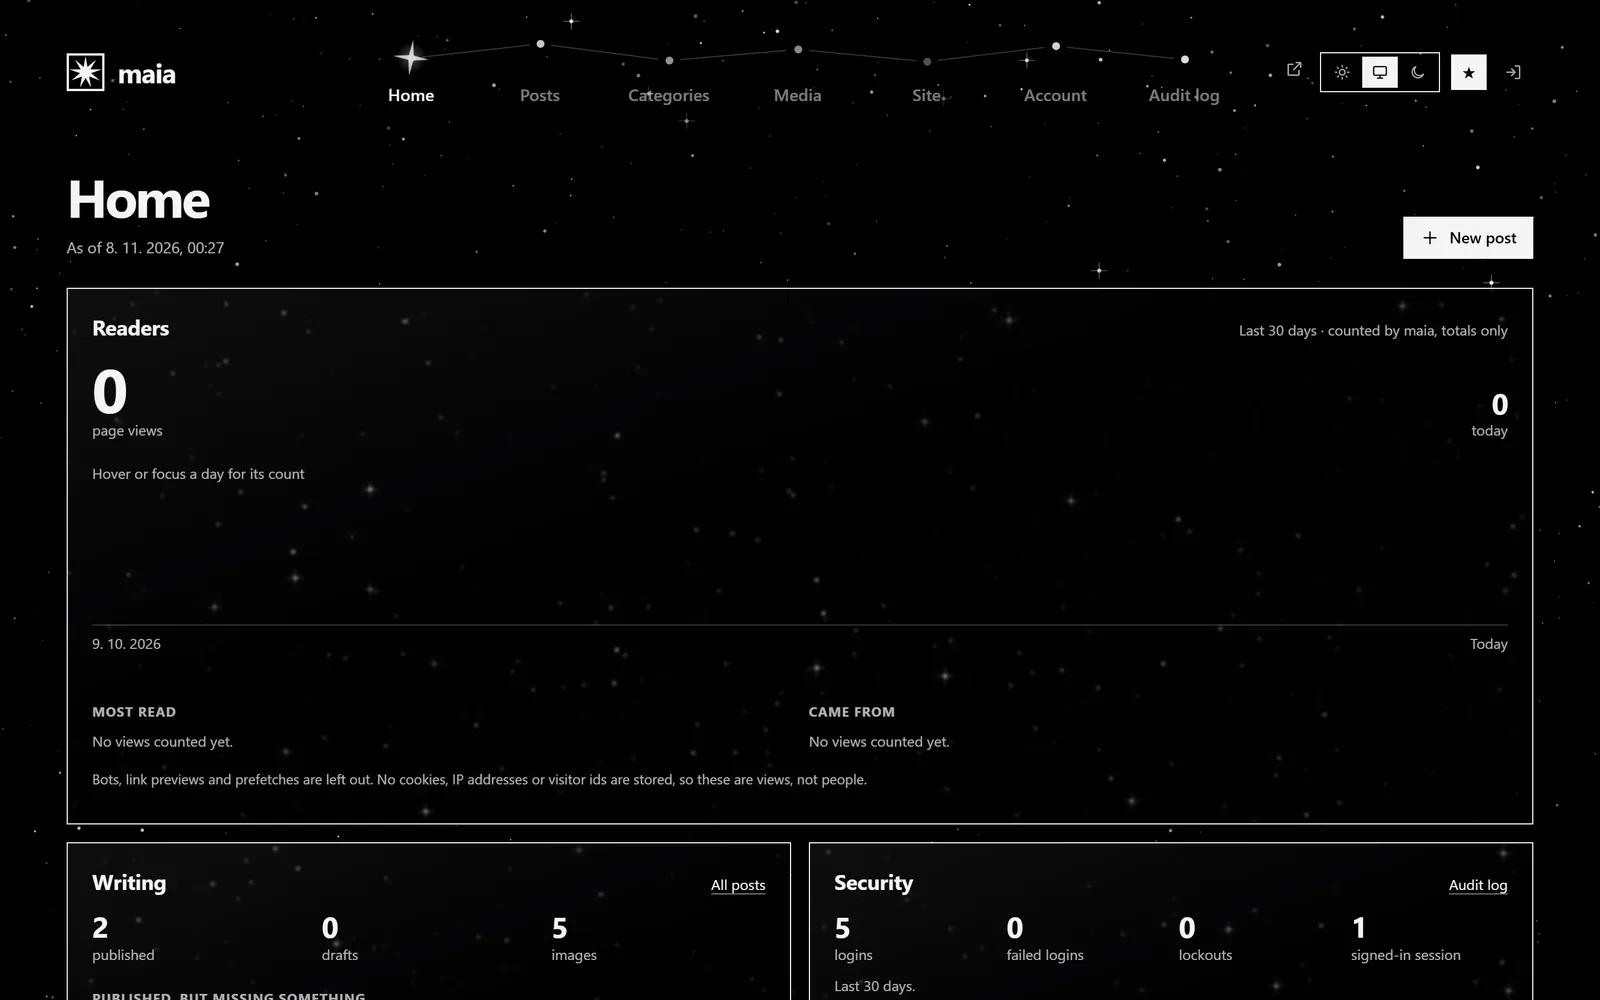 maia
Home
Posts
Categories
Media
Site
Account
Audit log
Home
As of 8. 11. 2026, 00:27
New post
Readers
Last 30 days · counted by maia, totals only
0
page views
0
today
Hover or focus a day for its count
9. 10. 2026
Today
MOST READ
No views counted yet.
CAME FROM
No views counted yet.
Bots, link previews and prefetches are left out. No cookies, IP addresses or visitor ids are stored, so these are views, not people.
Writing
All posts
2
published
0
drafts
5
images
PUBLISHED, BUT MISSING SOMETHING
Security
Audit log
5
logins
0
failed logins
0
lockouts
1
signed-in session
Last 30 days.